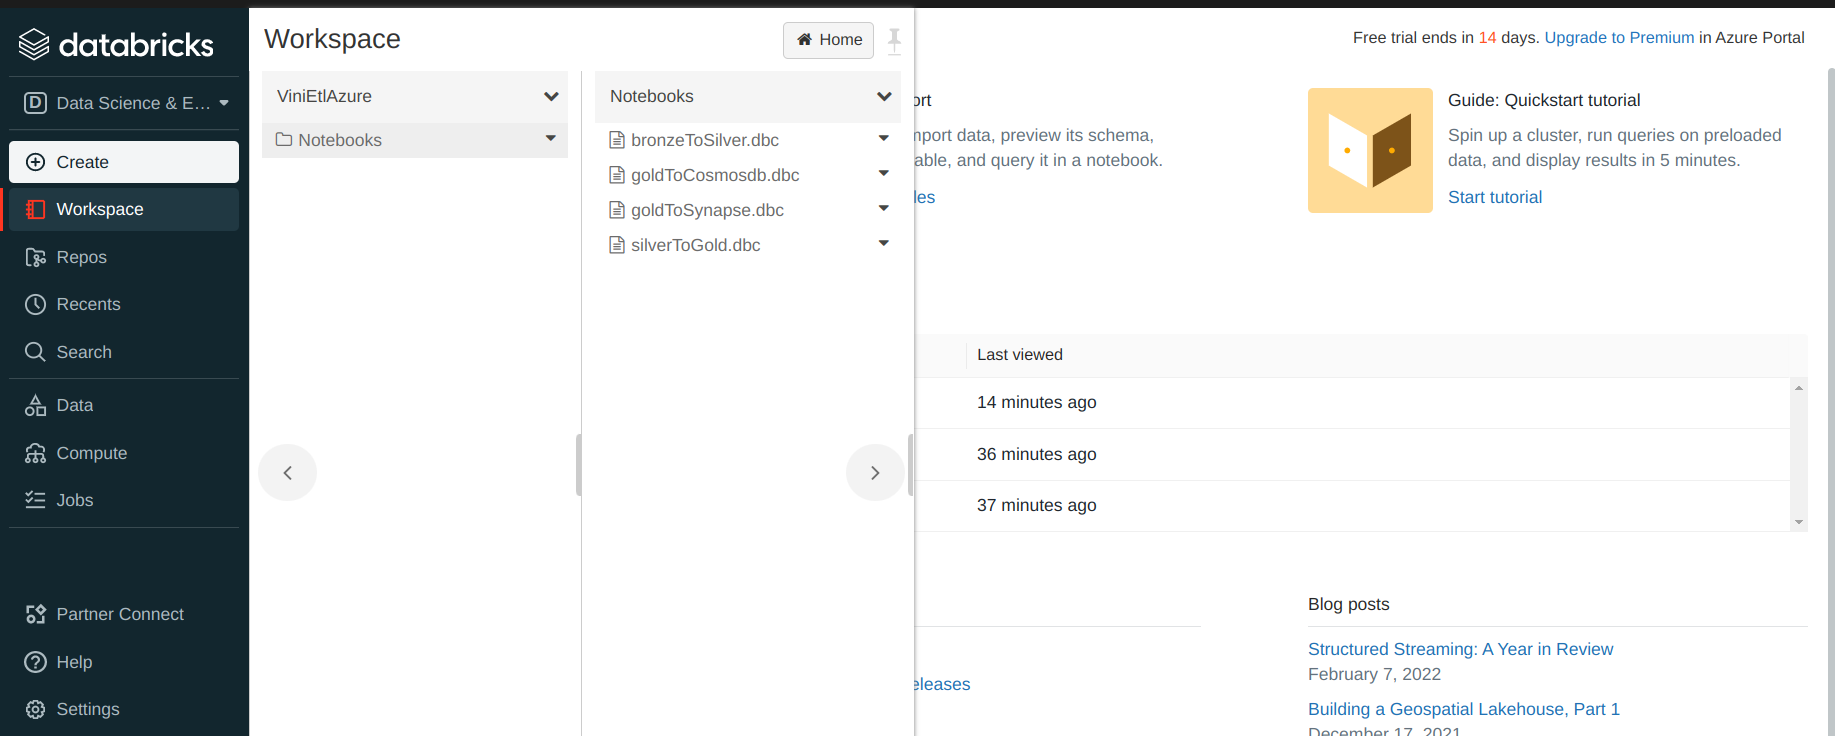 databricks
D Data Science & E...
Create
Workspace
Repos
Recents
Search
Data
Compute
Jobs
Partner Connect
Help
Settings
Workspace
Home
ViniEtlAzure
Notebooks
Notebooks
bronzeToSilver.dbc
goldToCosmosdb.dbc
goldToSynapse.dbc
silverToGold.dbc
Free trial ends in 14 days. Upgrade to Premium in Azure Portal
ort
mport data, preview its schema,
able, and query it in a notebook.
les
Guide: Quickstart tutorial
Spin up a cluster, run queries on preloaded
data, and display results in 5 minutes.
Start tutorial
Last viewed
14 minutes ago
36 minutes ago
37 minutes ago
eleases
Blog posts
Structured Streaming: A Year in Review
February 7, 2022
Building a Geospatial Lakehouse, Part 1
December 17, 2021